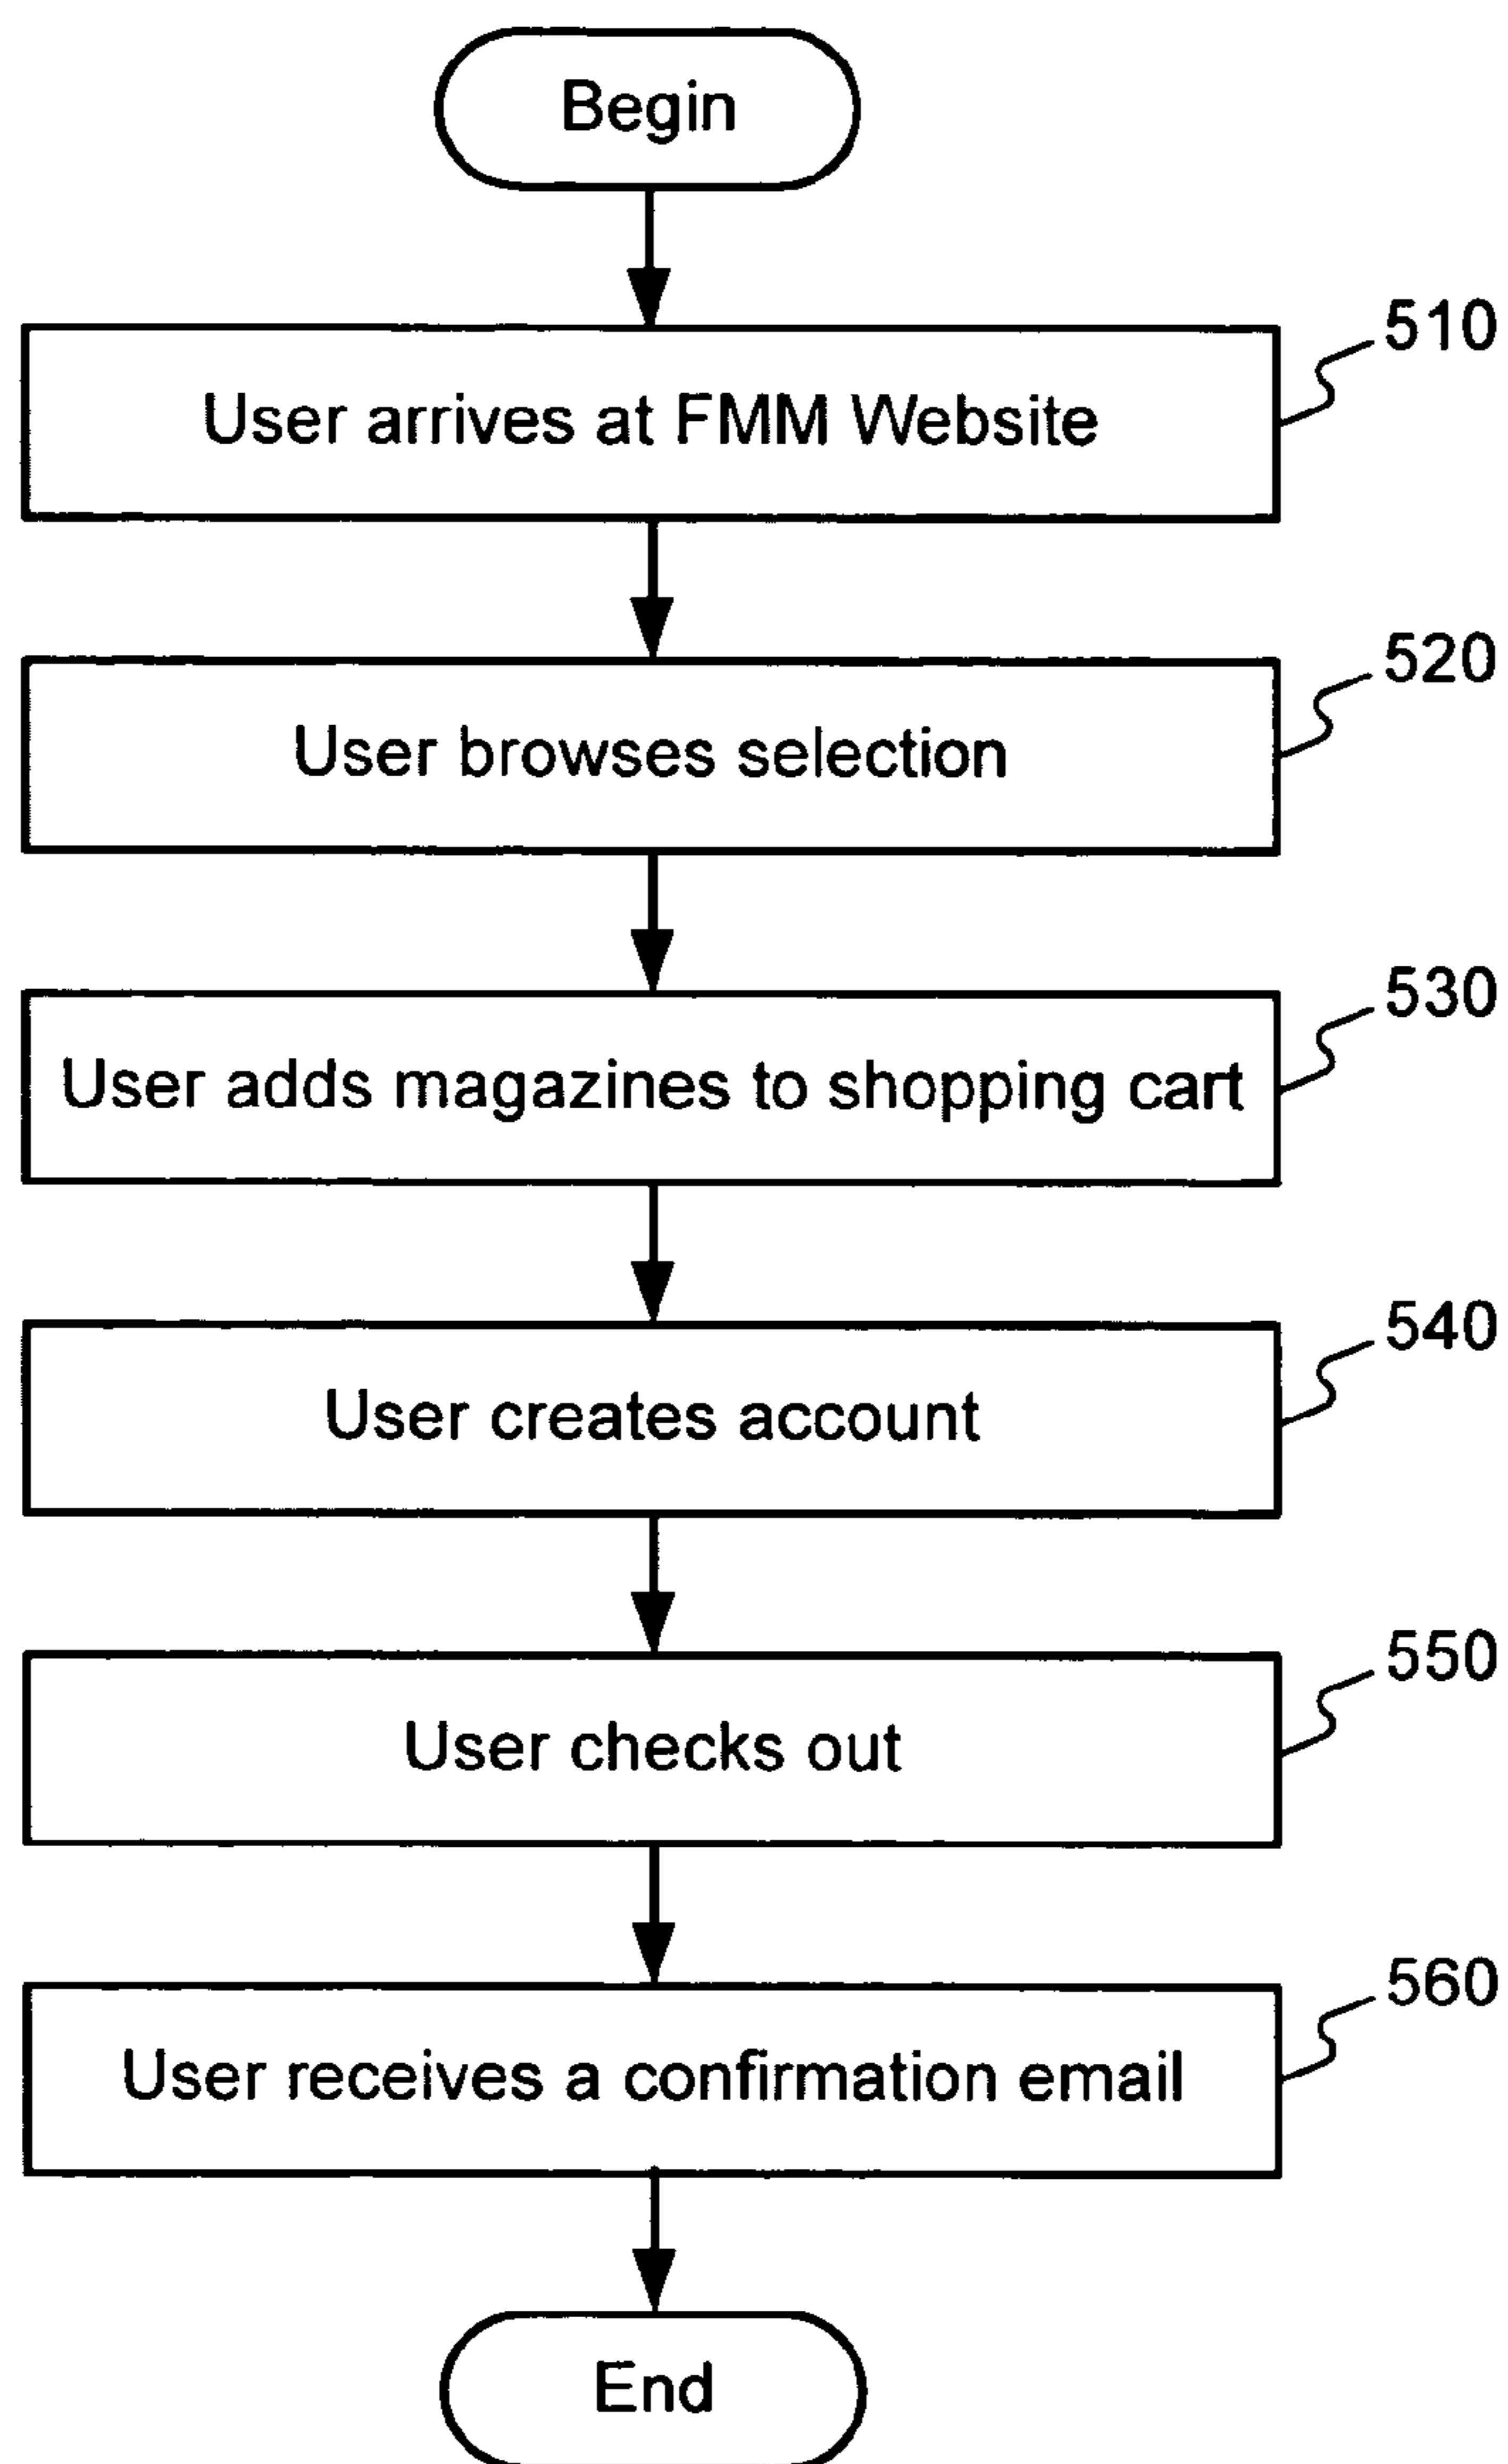 Begin
510
User arrives at FMM Website
520
User browses selection
530
User adds magazines to shopping cart
540
User creates account
550
User checks out
560
User receives a confirmation email
End